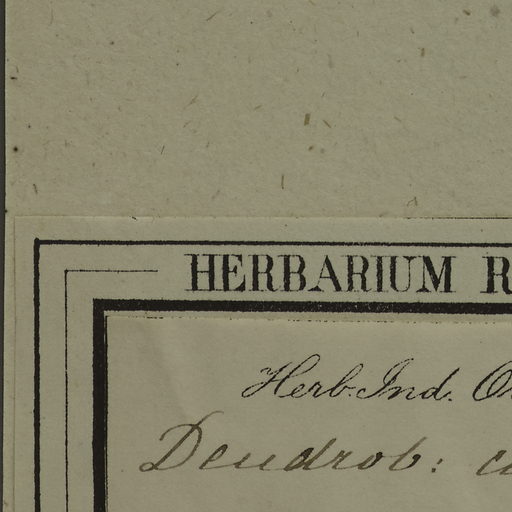 HERBARIUM
Herb. Ind.
Dendrob: